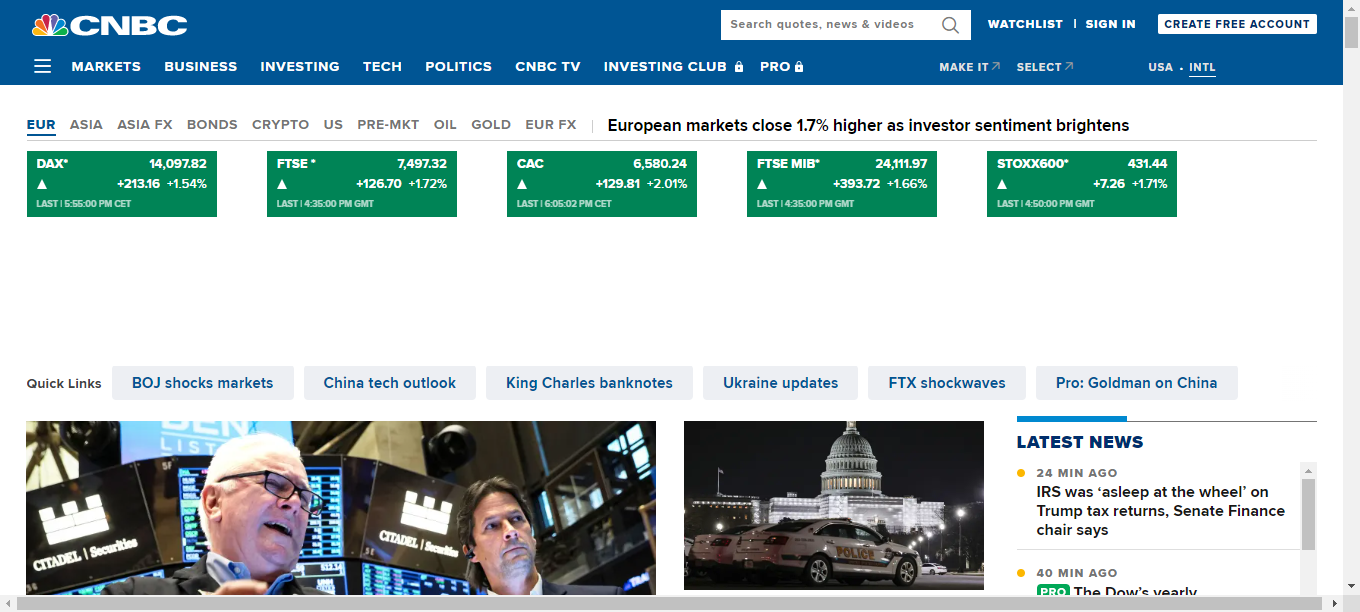 CNBC
Search quotes, news & videos
WATCHLIST | SIGN IN
CREATE FREE ACCOUNT
MARKETS BUSINESS INVESTING TECH POLITICS CNBC TV INVESTING CLUB PRO
MAKE IT SELECT USA • INTL
EUR ASIA ASIA FX BONDS CRYPTO US PRE-MKT OIL GOLD EUR FX | European markets close 1.7% higher as investor sentiment brightens
DAX* 14,097.82
+213.16 +1.54%
LAST | 5:55:00 PM CET
FTSE * 7,497.32
+126.70 +1.72%
LAST | 4:35:00 PM GMT
CAC 6,580.24
+129.81 +2.01%
LAST | 6:05:02 PM CET
FTSE MIB* 24,111.97
+393.72 +1.66%
LAST | 4:35:00 PM GMT
STOXX600* 431.44
+7.26 +1.71%
LAST | 4:50:00 PM GMT
Quick Links BOJ shocks markets China tech outlook King Charles banknotes Ukraine updates FTX shockwaves Pro: Goldman on China
LIST
CITADEL | Securities
CITADEL | Securities
POLICE
LATEST NEWS
24 MIN AGO
IRS was ‘asleep at the wheel’ on
Trump tax returns, Senate Finance
chair says
40 MIN AGO
PRO The Dow’s yearly